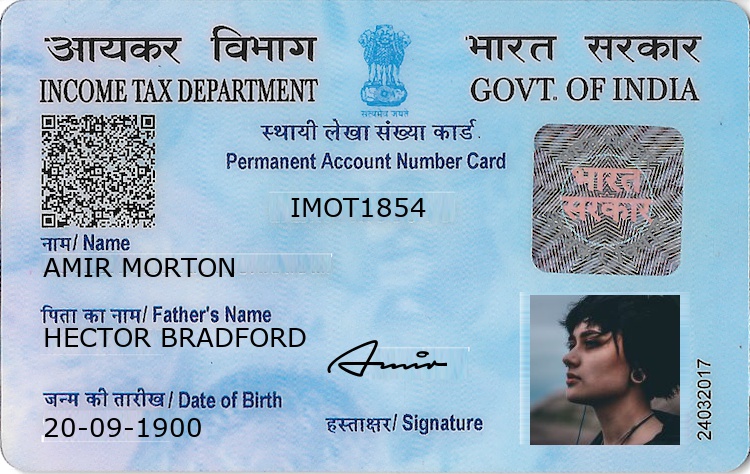 आयकर विभाग
INCOME TAX DEPARTMENT
सत्यमेव जयते
भारत सरकार
GOVT. OF INDIA
स्थायी लेखा संख्या कार्ड
Permanent Account Number Card
IMOT1854
भारत
सरकार
नाम/ Name
AMIR MORTON
पिता का नाम/ Father's Name
HECTOR BRADFORD
जन्म की तारीख/ Date of Birth
20-09-1900
Amir
हस्ताक्षर/ Signature
24032017